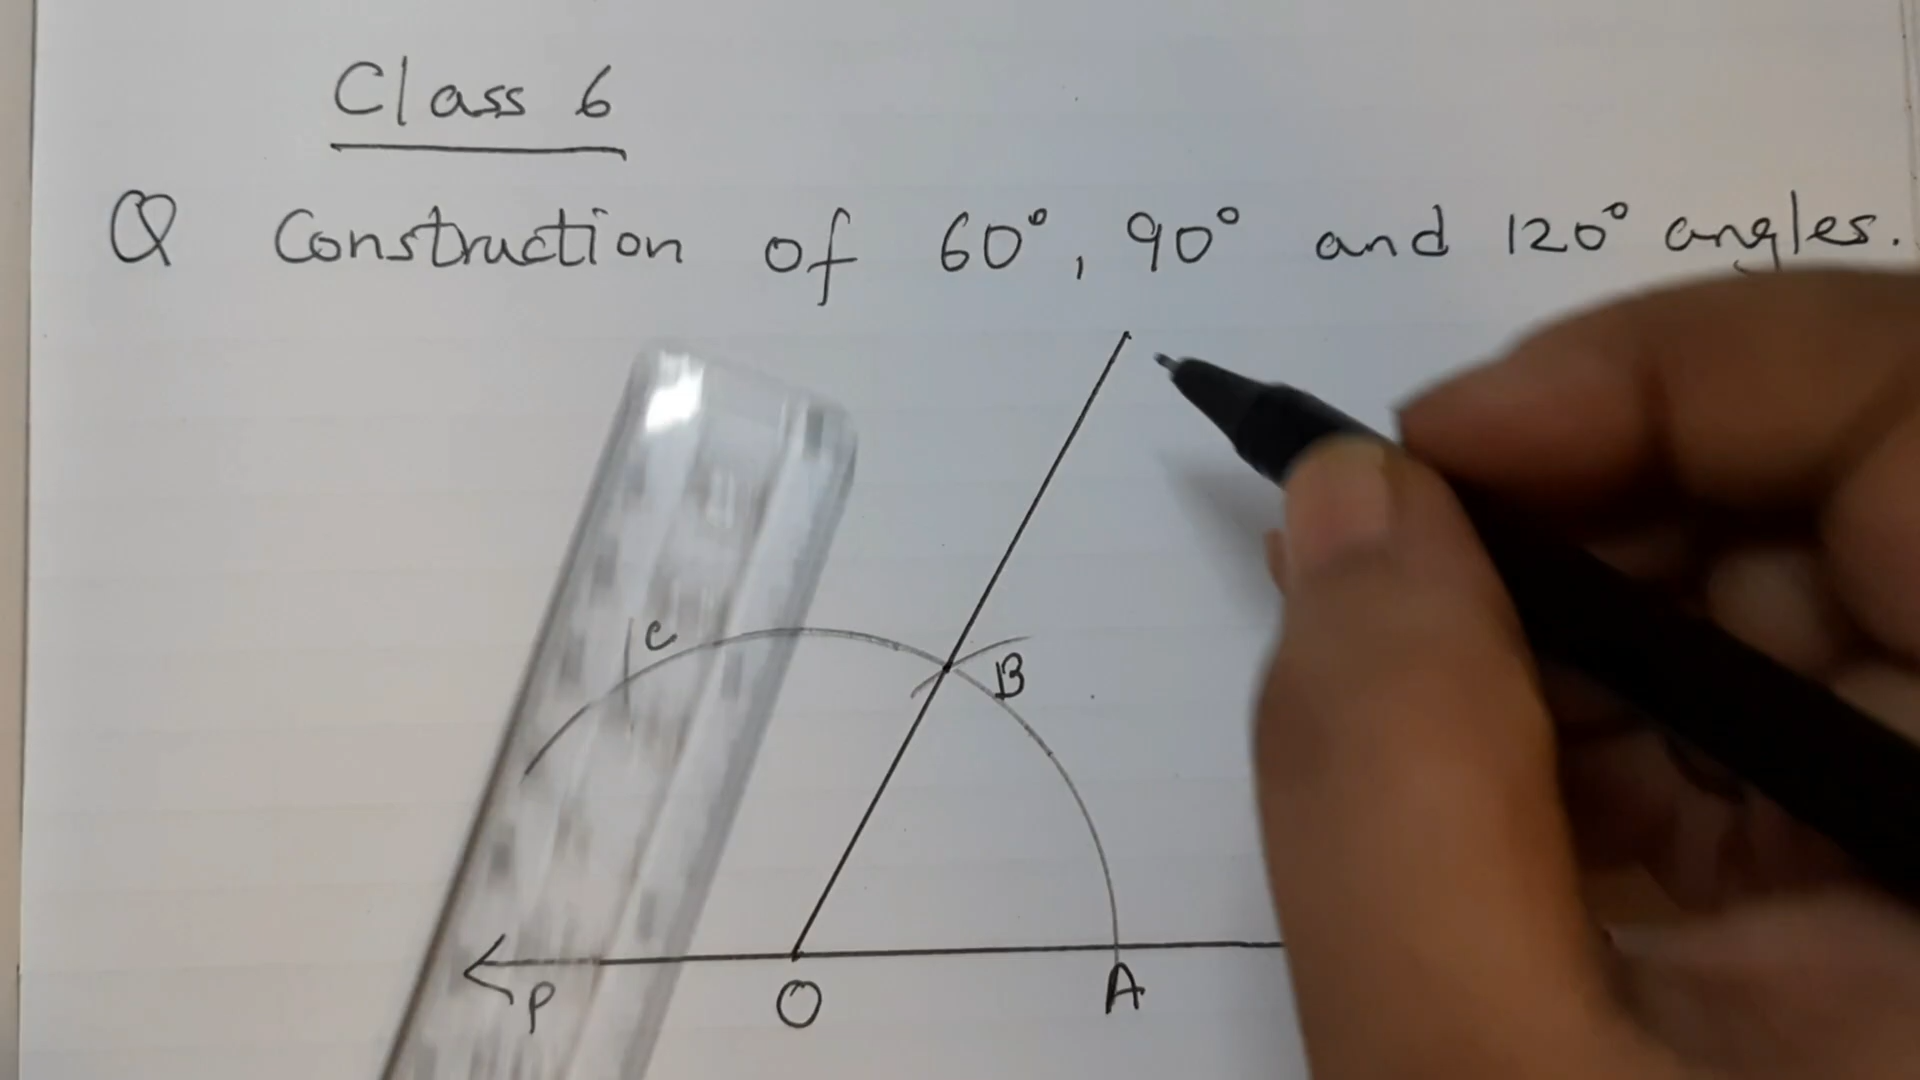 Class 6
Q Construction of 60°, 90° and 120° angles.
C
B
P O A